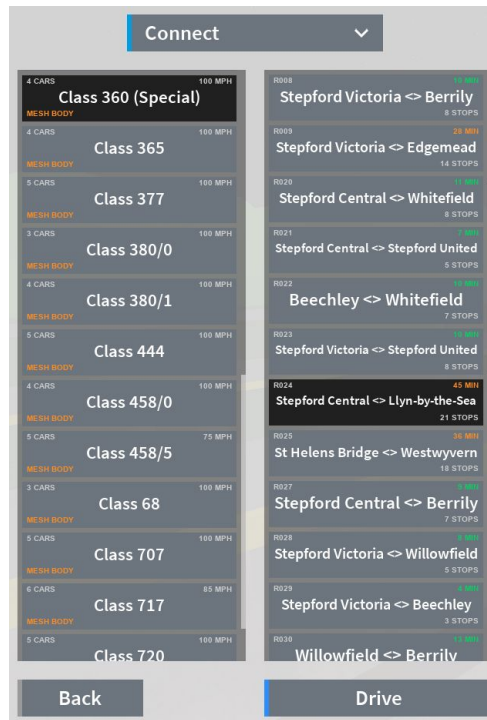 Connect
4 CARS 100 MPH
Class 360 (Special)
MESH BODY
4 CARS 100 MPH
Class 365
MESH BODY
5 CARS 100 MPH
Class 377
MESH BODY
3 CARS 100 MPH
Class 380/0
MESH BODY
4 CARS 100 MPH
Class 380/1
MESH BODY
5 CARS 100 MPH
Class 444
MESH BODY
4 CARS 100 MPH
Class 458/0
MESH BODY
5 CARS 75 MPH
Class 458/5
MESH BODY
3 CARS 100 MPH
Class 68
MESH BODY
5 CARS 100 MPH
Class 707
MESH BODY
6 CARS 85 MPH
Class 717
MESH BODY
5 CARS 100 MPH
Class 720
R008
Stepford Victoria <> Berrily
8 STOPS
R009 28 MIN
Stepford Victoria <> Edgemead
14 STOPS
R020 11 MIN
Stepford Central <> Whitefield
8 STOPS
R021 7 MIN
Stepford Central <> Stepford United
5 STOPS
R022
Beechley <> Whitefield
7 STOPS
R023
Stepford Victoria <> Stepford United
8 STOPS
R024 45 MIN
Stepford Central <> Llyn-by-the-Sea
21 STOPS
R025 36 MIN
St Helens Bridge <> Westwyvern
18 STOPS
R027
Stepford Central <> Berrily
7 STOPS
R028
Stepford Victoria <> Willowfield
5 STOPS
R029
Stepford Victoria <> Beechley
3 STOPS
R030 13 MIN
Willowfield <> Berrily
Back
Drive